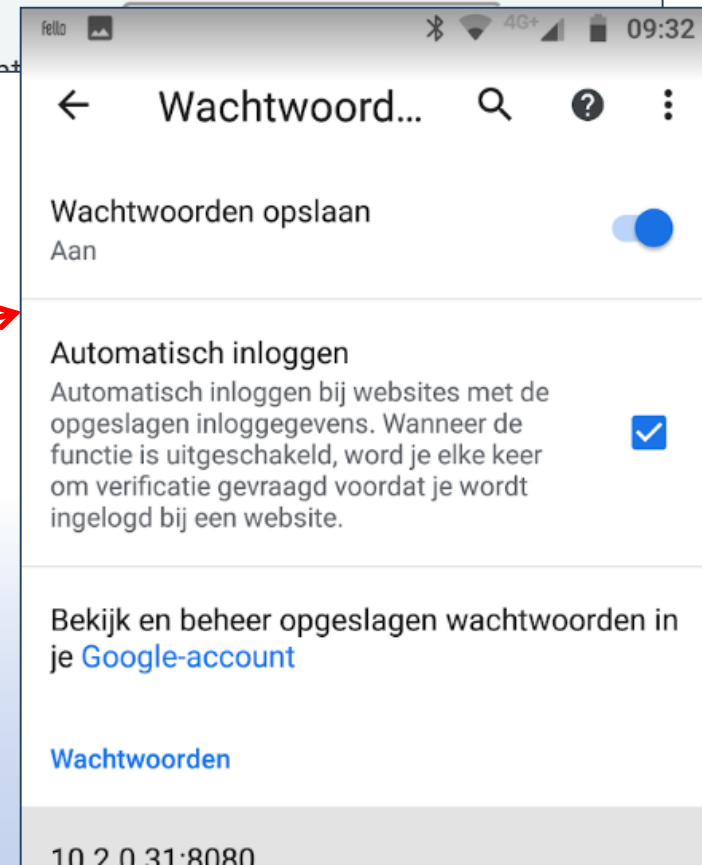 fello 4G+ 09:32
Wachtwoord...
Wachtwoorden opslaan
Aan
Automatisch inloggen
Automatisch inloggen bij websites met de
opgeslagen inloggegevens. Wanneer de
functie is uitgeschakeld, word je elke keer
om verificatie gevraagd voordat je wordt
ingelogd bij een website.
Bekijk en beheer opgeslagen wachtwoorden in
je Google-account
Wachtwoorden
10.2.0.31:8080